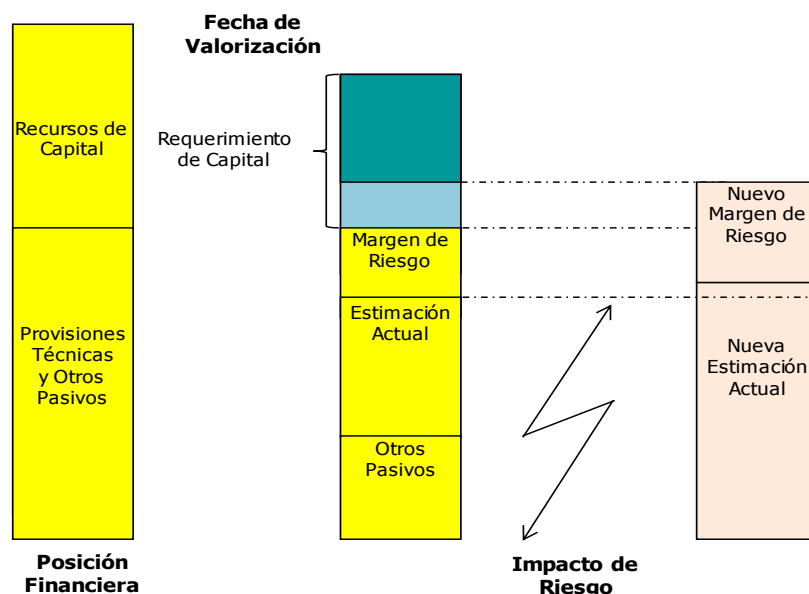 Fecha de
Valorización
Recursos de
Capital
Requerimiento
de Capital
Nuevo
Margen de
Riesgo
Margen de
Riesgo
Estimación
Actual
Provisiones
Técnicas
y Otros
Pasivos
Nueva
Estimación
Actual
Otros
Pasivos
Posición
Financiera
Impacto de
Riesgo